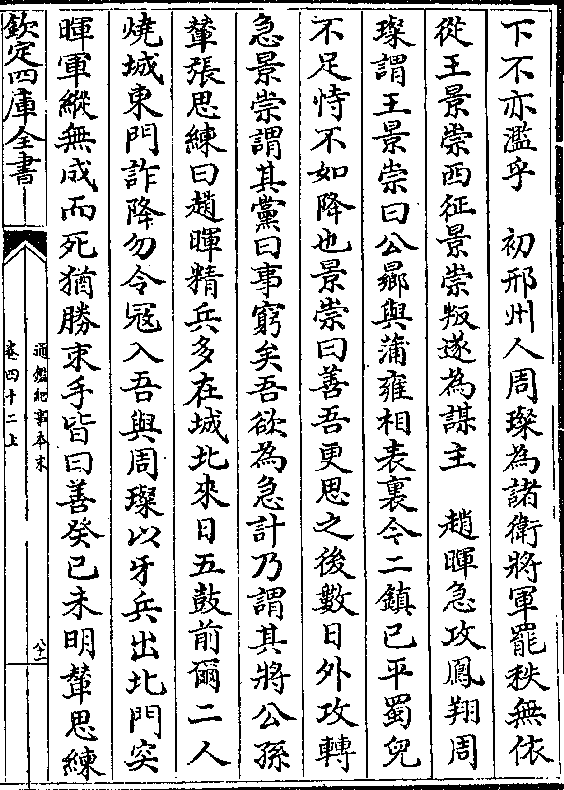 下不亦濫乎　初邢州人周璨為諸衛將軍罷秩無依
從王景崇西征景崇叛遂為謀主　趙暉急攻鳳翔周
璨謂王景崇曰公曏與蒲雍相表裏今二鎮已平蜀兒
不足恃不如降也景崇曰善吾更思之後數日外攻轉
急景崇謂其黨曰事窮矣吾欲為急計乃謂其將公孫
輦張思練曰趙暉精兵多在城北來日五鼓前爾二人
燒城東門詐降勿令寇入吾與周璨以牙兵出北門突
暉軍縱無成而死猶勝束手皆曰善癸巳未明輦思練
欽定四庫全書
通鑑紀事本末
卷四十二上
八二